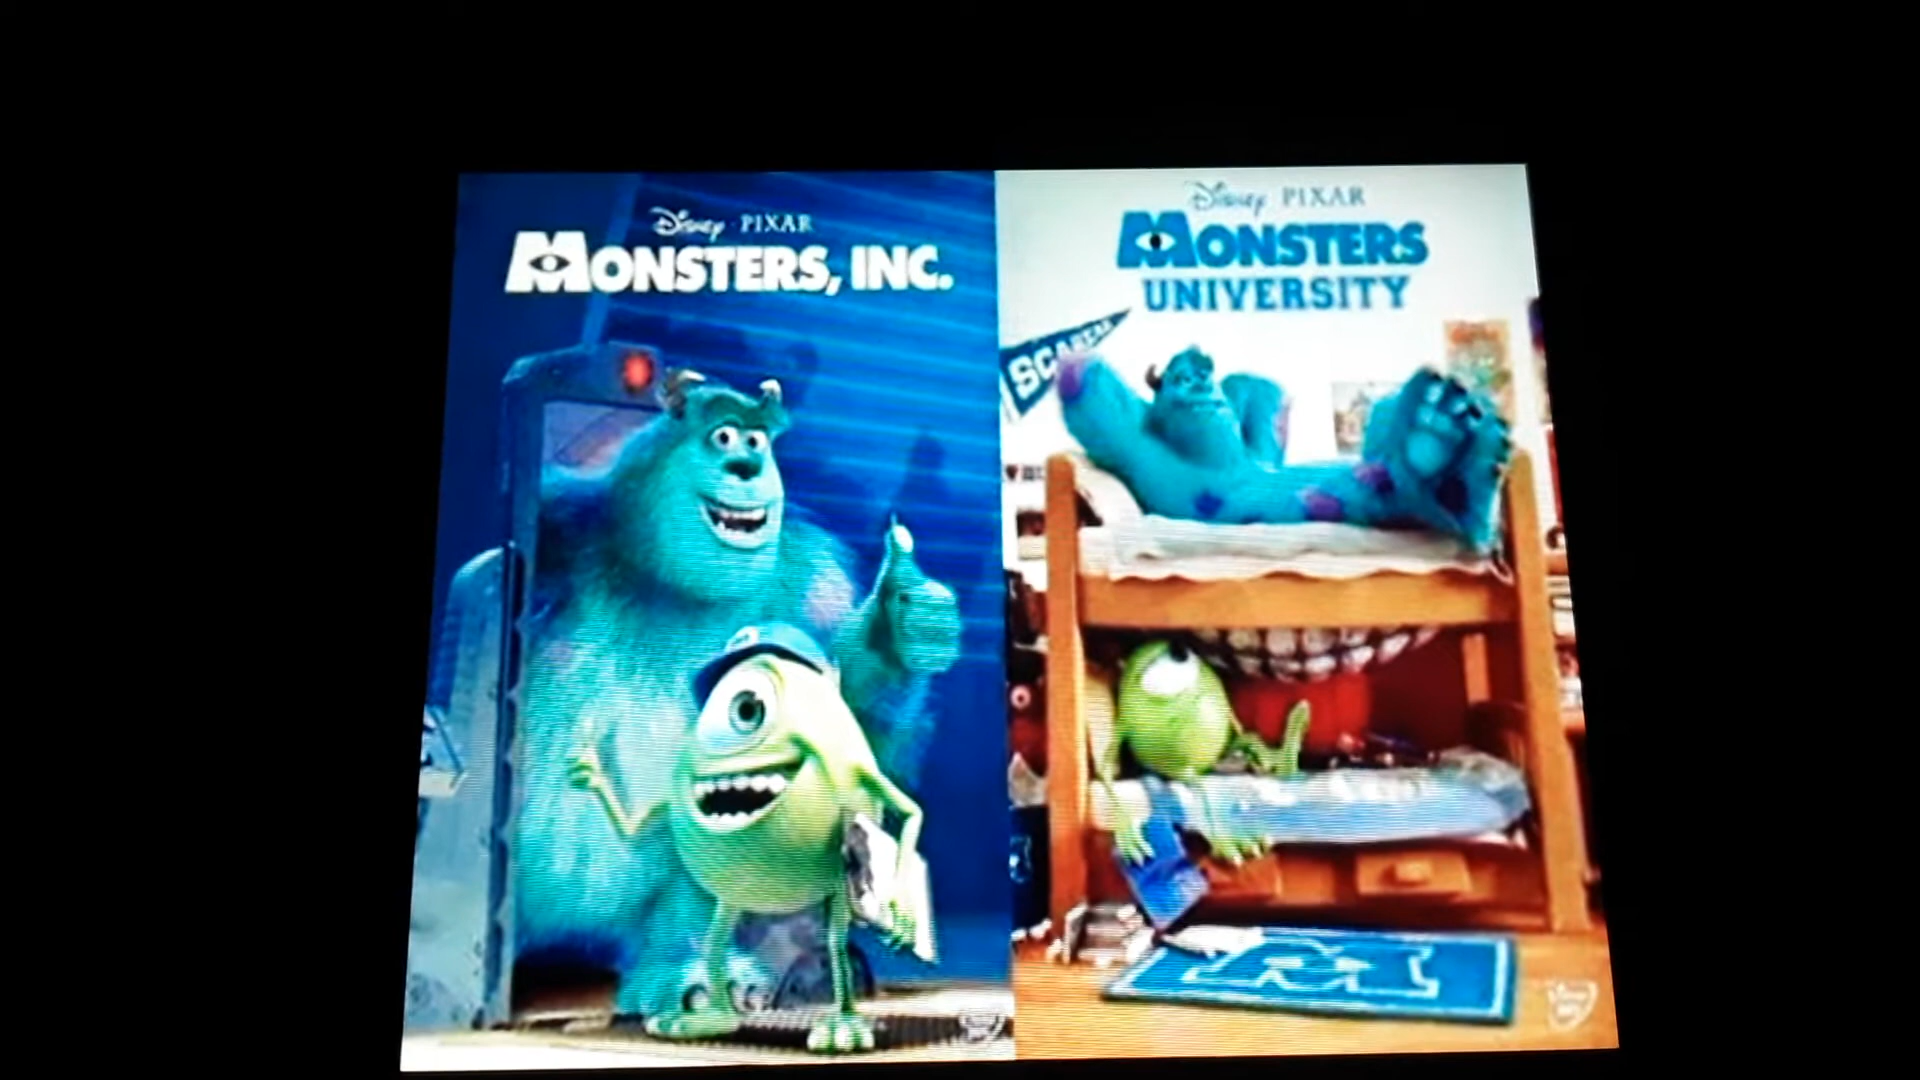 Disney · PIXAR
MONSTERS, INC.
Disney PIXAR
MONSTERS
UNIVERSITY